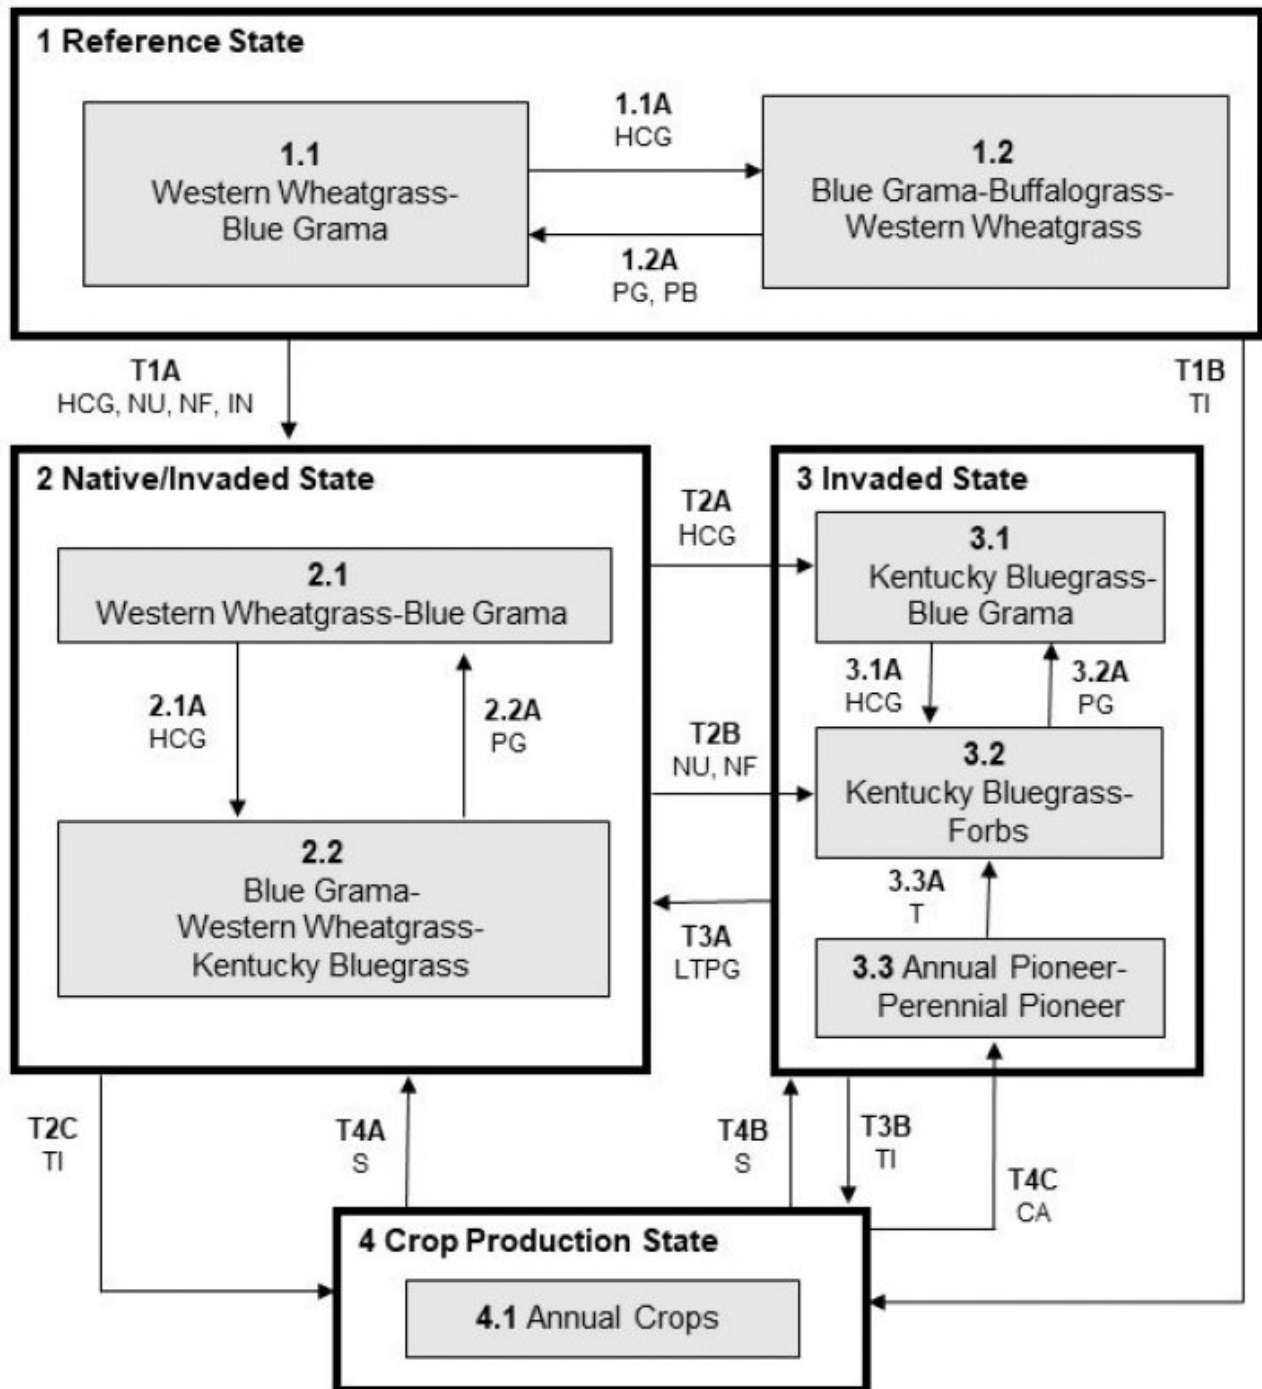 1 Reference State
1.1A
HCG
1.1
Western Wheatgrass-
Blue Grama
1.2
Blue Grama-Buffalograss-
Western Wheatgrass
1.2A
PG, PB
T1A
HCG, NU, NF, IN
T1B
TI
2 Native/Invaded State
2.1
Western Wheatgrass-Blue Grama
2.1A
HCG
2.2A
PG
2.2
Blue Grama-
Western Wheatgrass-
Kentucky Bluegrass
T2A
HCG
T2B
NU, NF
T3A
LTPG
3 Invaded State
3.1
Kentucky Bluegrass-
Blue Grama
3.1A
HCG
3.2A
PG
3.2
Kentucky Bluegrass-
Forbs
3.3A
T
3.3 Annual Pioneer-
Perennial Pioneer
T2C
TI
T4A
S
T4B
S
T3B
TI
T4C
CA
4 Crop Production State
4.1 Annual Crops